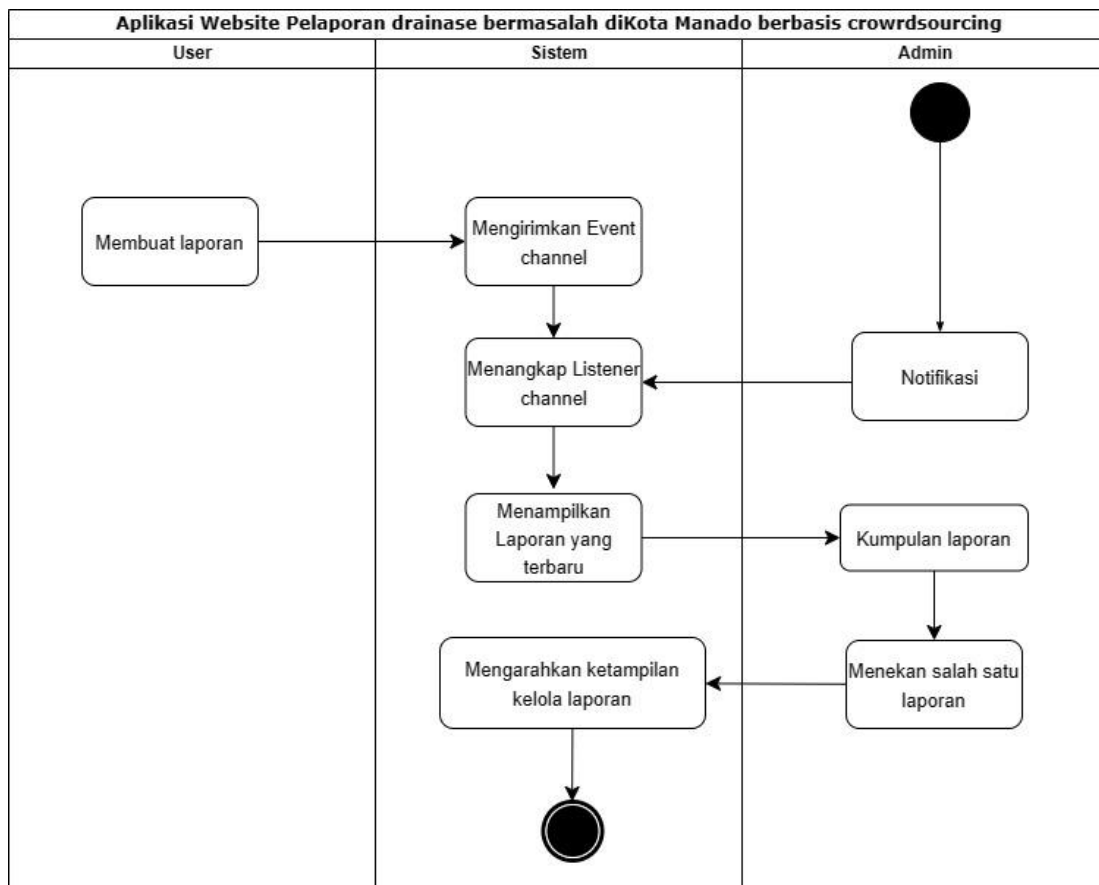 Aplikasi Website Pelaporan drainase bermasalah diKota Manado berbasis crowrdsourcing
User
Sistem
Admin
Membuat laporan
Mengirimkan Event
channel
Menangkap Listener
channel
Notifikasi
Menampilkan
Laporan yang
terbaru
Kumpulan laporan
Mengarahkan ketampilan
kelola laporan
Menekan salah satu
laporan